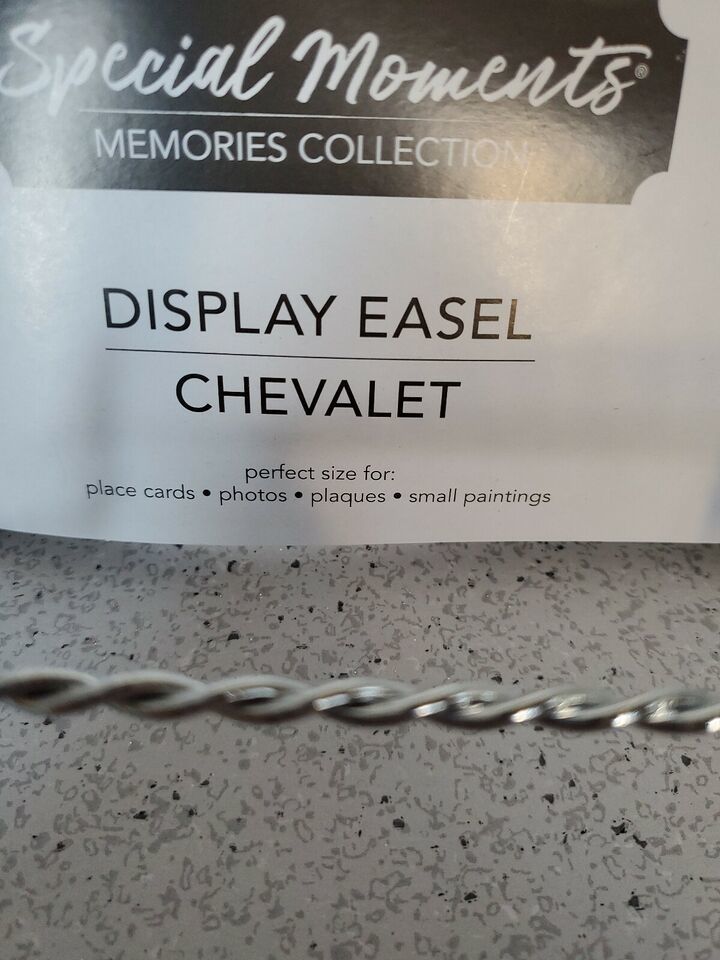 Special Moments®
MEMORIES COLLECTION
DISPLAY EASEL
CHEVALET
perfect size for:
place cards • photos • plaques • small paintings